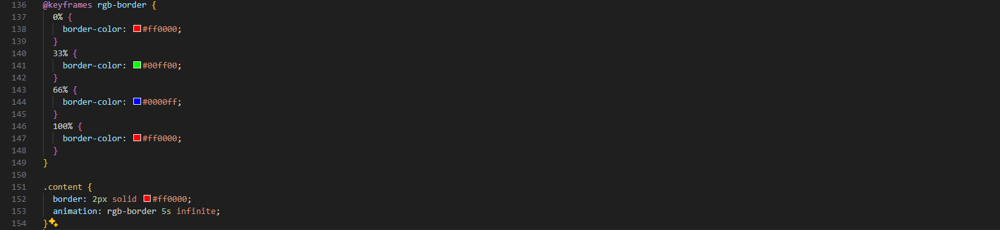 136 @keyframes rgb-border {
137   0% {
138     border-color: #ff0000;
139   }
140   33% {
141     border-color: #00ff00;
142   }
143   66% {
144     border-color: #0000ff;
145   }
146   100% {
147     border-color: #ff0000;
148   }
149 }
150
151 .content {
152   border: 2px solid #ff0000;
153   animation: rgb-border 5s infinite;
154 }